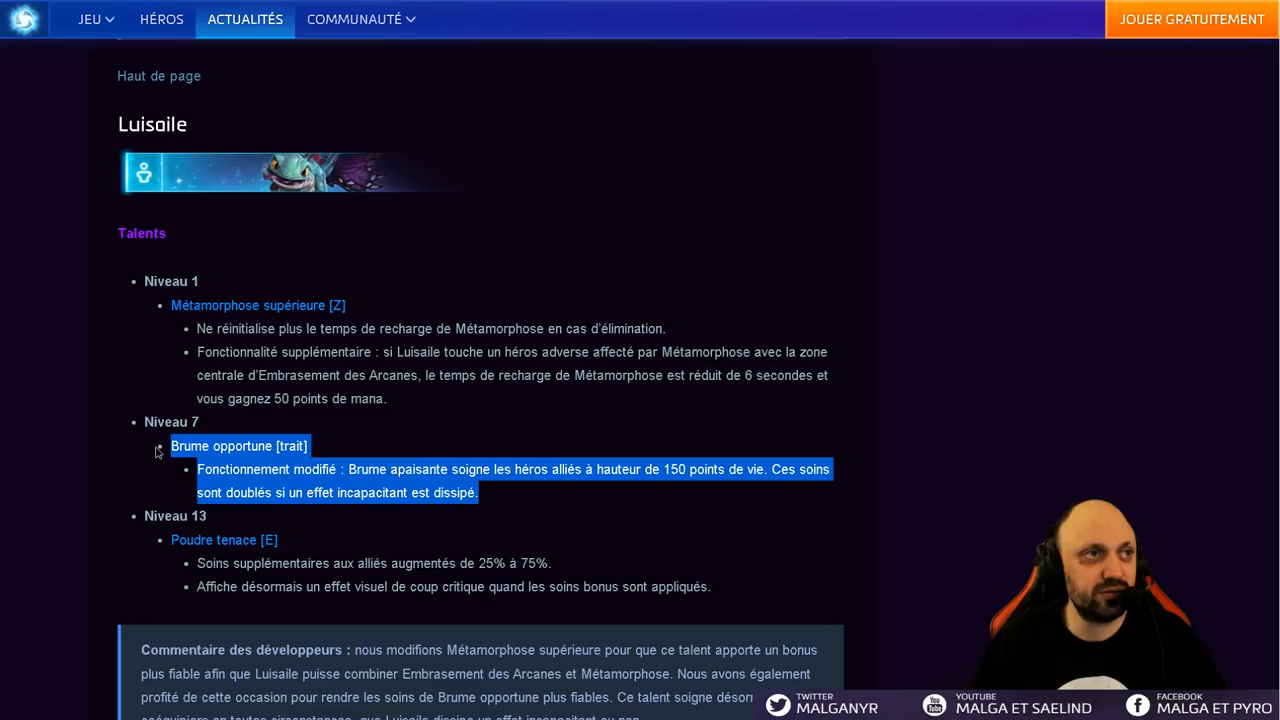 JEU HÉROS ACTUALITÉS COMMUNAUTÉ JOUER GRATUITEMENT
Haut de page
Luisaile
Talents
• Niveau 1
• Métamorphose supérieure [Z]
• Ne réinitialise plus le temps de recharge de Métamorphose en cas d'élimination.
• Fonctionnalité supplémentaire : si Luisaile touche un héros adverse affecté par Métamorphose avec la zone
centrale d'Embrasement des Arcanes, le temps de recharge de Métamorphose est réduit de 6 secondes et
vous gagnez 50 points de mana.
• Niveau 7
• Brume opportune [trait]
• Fonctionnement modifié : Brume apaisante soigne les héros alliés à hauteur de 150 points de vie. Ces soins
sont doublés si un effet incapacitant est dissipé.
• Niveau 13
• Poudre tenace [E]
• Soins supplémentaires aux alliés augmentés de 25% à 75%.
• Affiche désormais un effet visuel de coup critique quand les soins bonus sont appliqués.
Commentaire des développeurs : nous modifions Métamorphose supérieure pour que ce talent apporte un bonus
plus fiable afin que Luisaile puisse combiner Embrasement des Arcanes et Métamorphose. Nous avons également
profité de cette occasion pour rendre les soins de Brume opportune plus fiables. Ce talent soigne désor
TWITTER
MALGANYR
YOUTUBE
MALGA ET SAELIND
FACEBOOK
MALGA ET PYRO